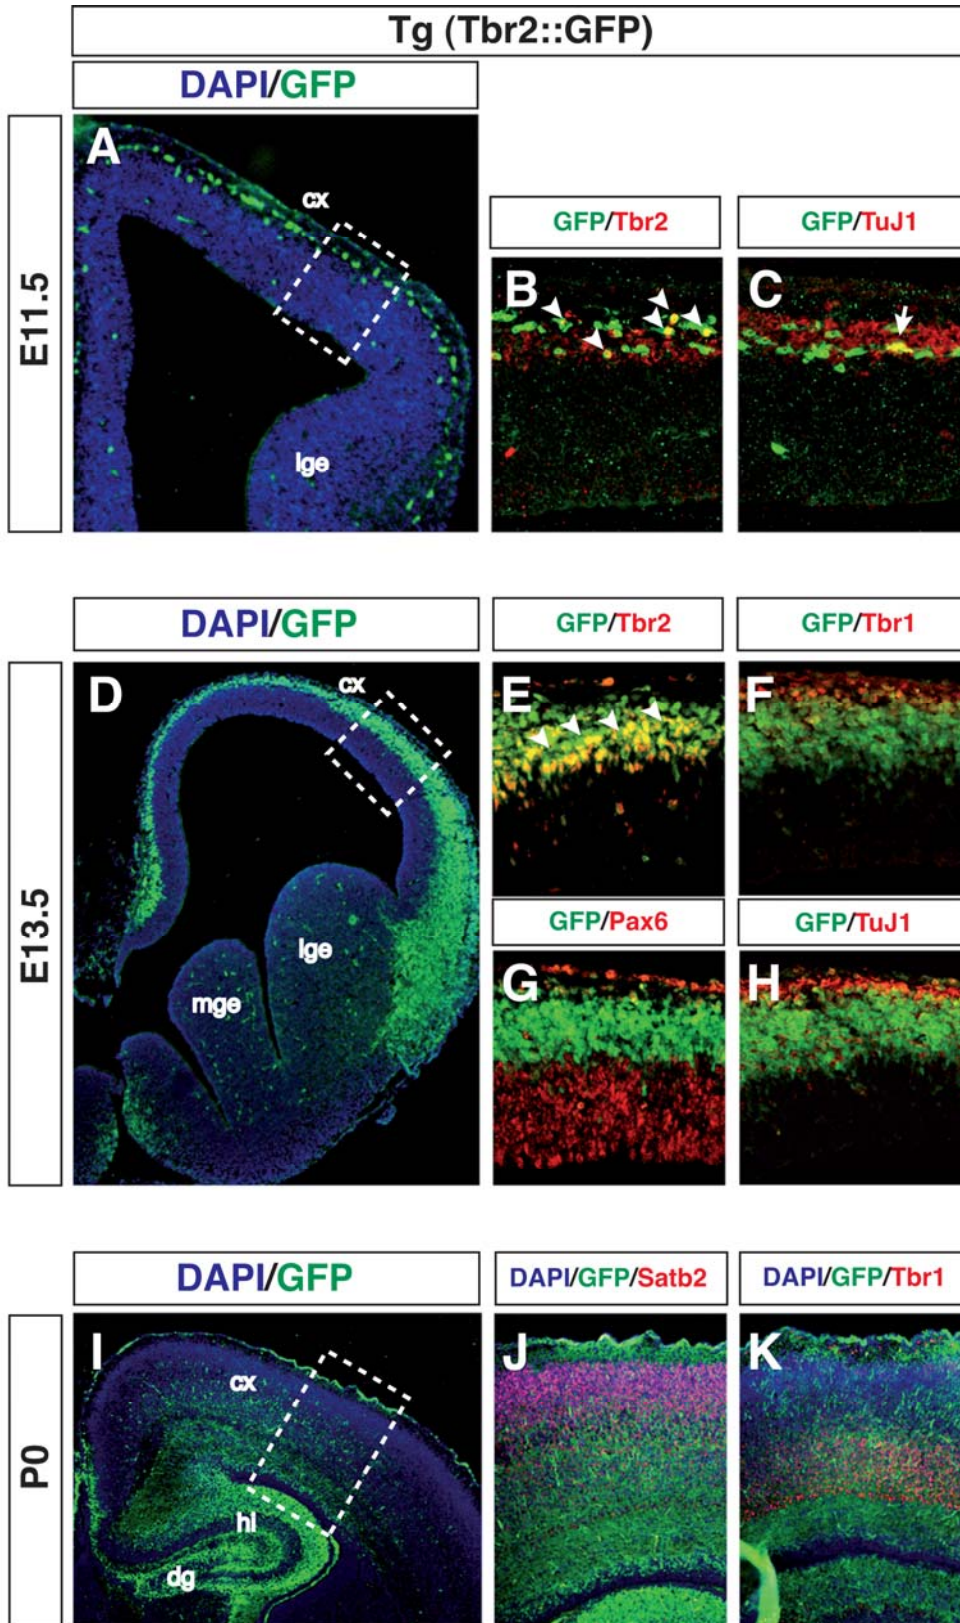 Tg (Tbr2::GFP)
DAPI/GFP
E11.5
A
cx
lge
GFP/Tbr2
B
GFP/TuJ1
C
DAPI/GFP
E13.5
D
cx
lge
mge
GFP/Tbr2
E
GFP/Tbr1
F
GFP/Pax6
G
GFP/TuJ1
H
DAPI/GFP
P0
I
cx
hi
dg
DAPI/GFP/Satb2
J
DAPI/GFP/Tbr1
K